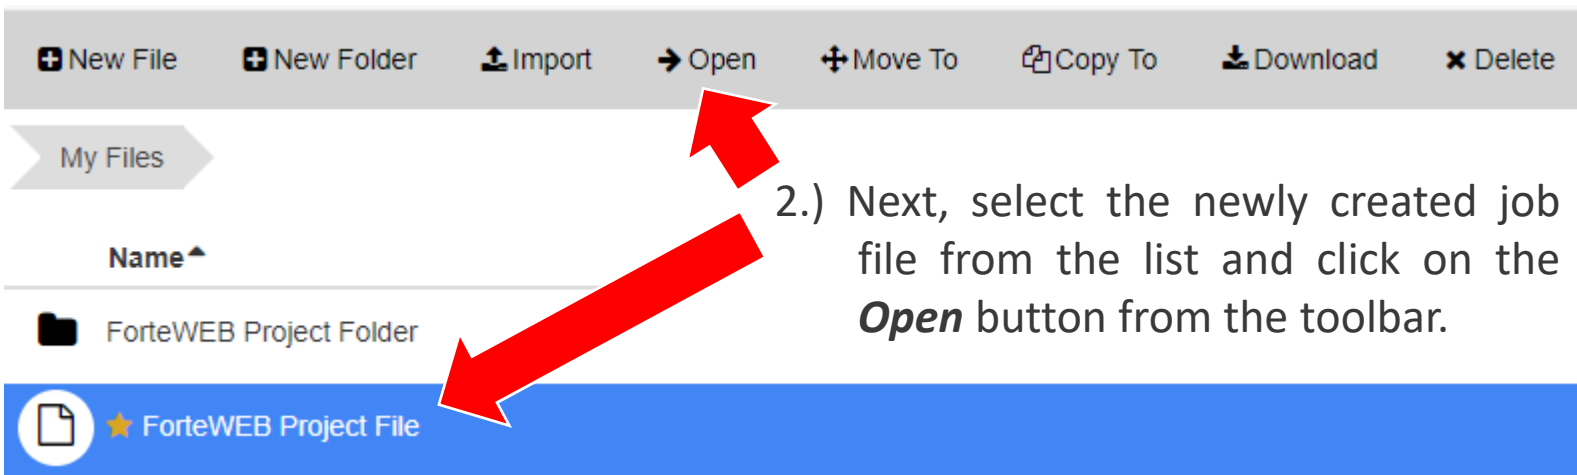 New File New Folder Import Open Move To Copy To Download Delete
My Files
2.) Next, select the newly created job
file from the list and click on the
Open button from the toolbar.
Name
ForteWEB Project Folder
ForteWEB Project File